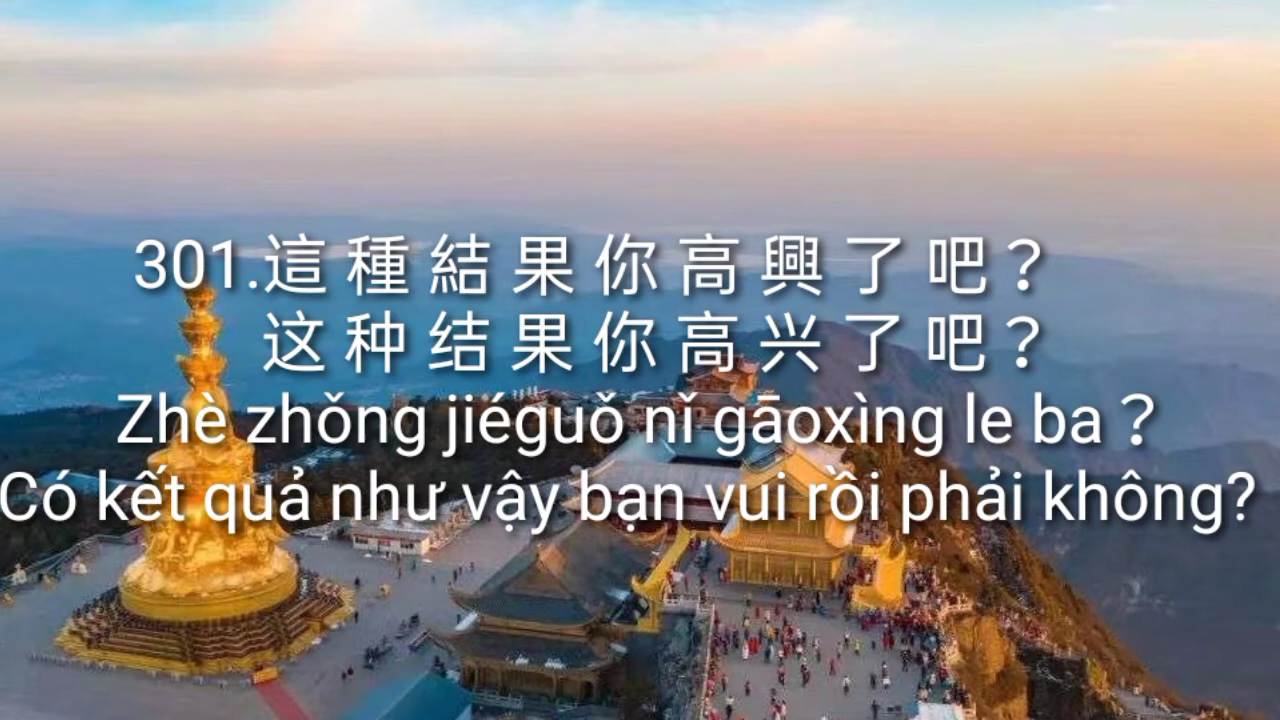 301.這種結果你高興了吧？
这种结果你高兴了吧？
Zhè zhǒng jiéguǒ nǐ gāoxìng le ba？
Có kết quả như vậy bạn vui rồi phải không?